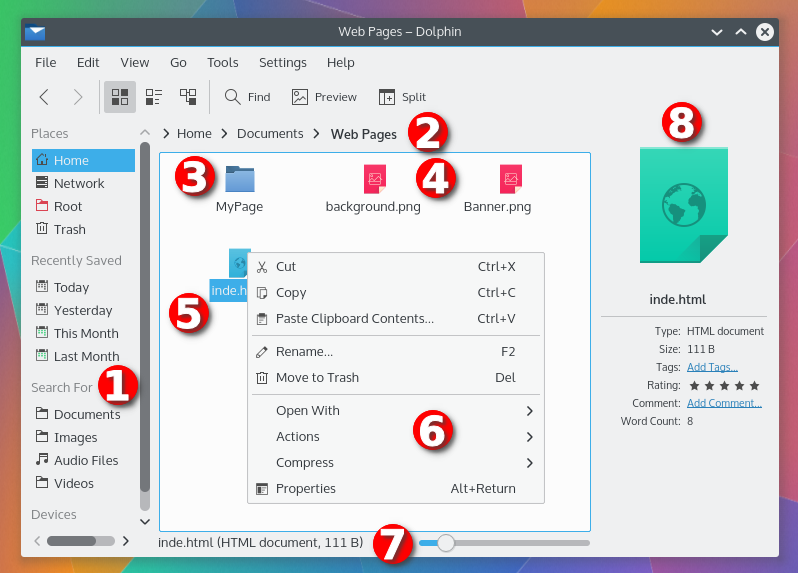 Web Pages – Dolphin
File Edit View Go Tools Settings Help
Find Preview Split
Places
Home
Network
Root
Trash
Recently Saved
Today
Yesterday
This Month
Last Month
Search For
1
Documents
Images
Audio Files
Videos
Devices
Home > Documents > Web Pages
2
3
MyPage
background.png
4
Banner.png
inde.h
5
Cut Ctrl+X
Copy Ctrl+C
Paste Clipboard Contents... Ctrl+V
Rename... F2
Move to Trash Del
Open With
Actions
6
Compress
Properties Alt+Return
inde.html (HTML document, 111 B)
7
8
inde.html
Type: HTML document
Size: 111 B
Tags: Add Tags...
Rating: ★ ★ ★ ★ ★
Comment: Add Comment...
Word Count: 8